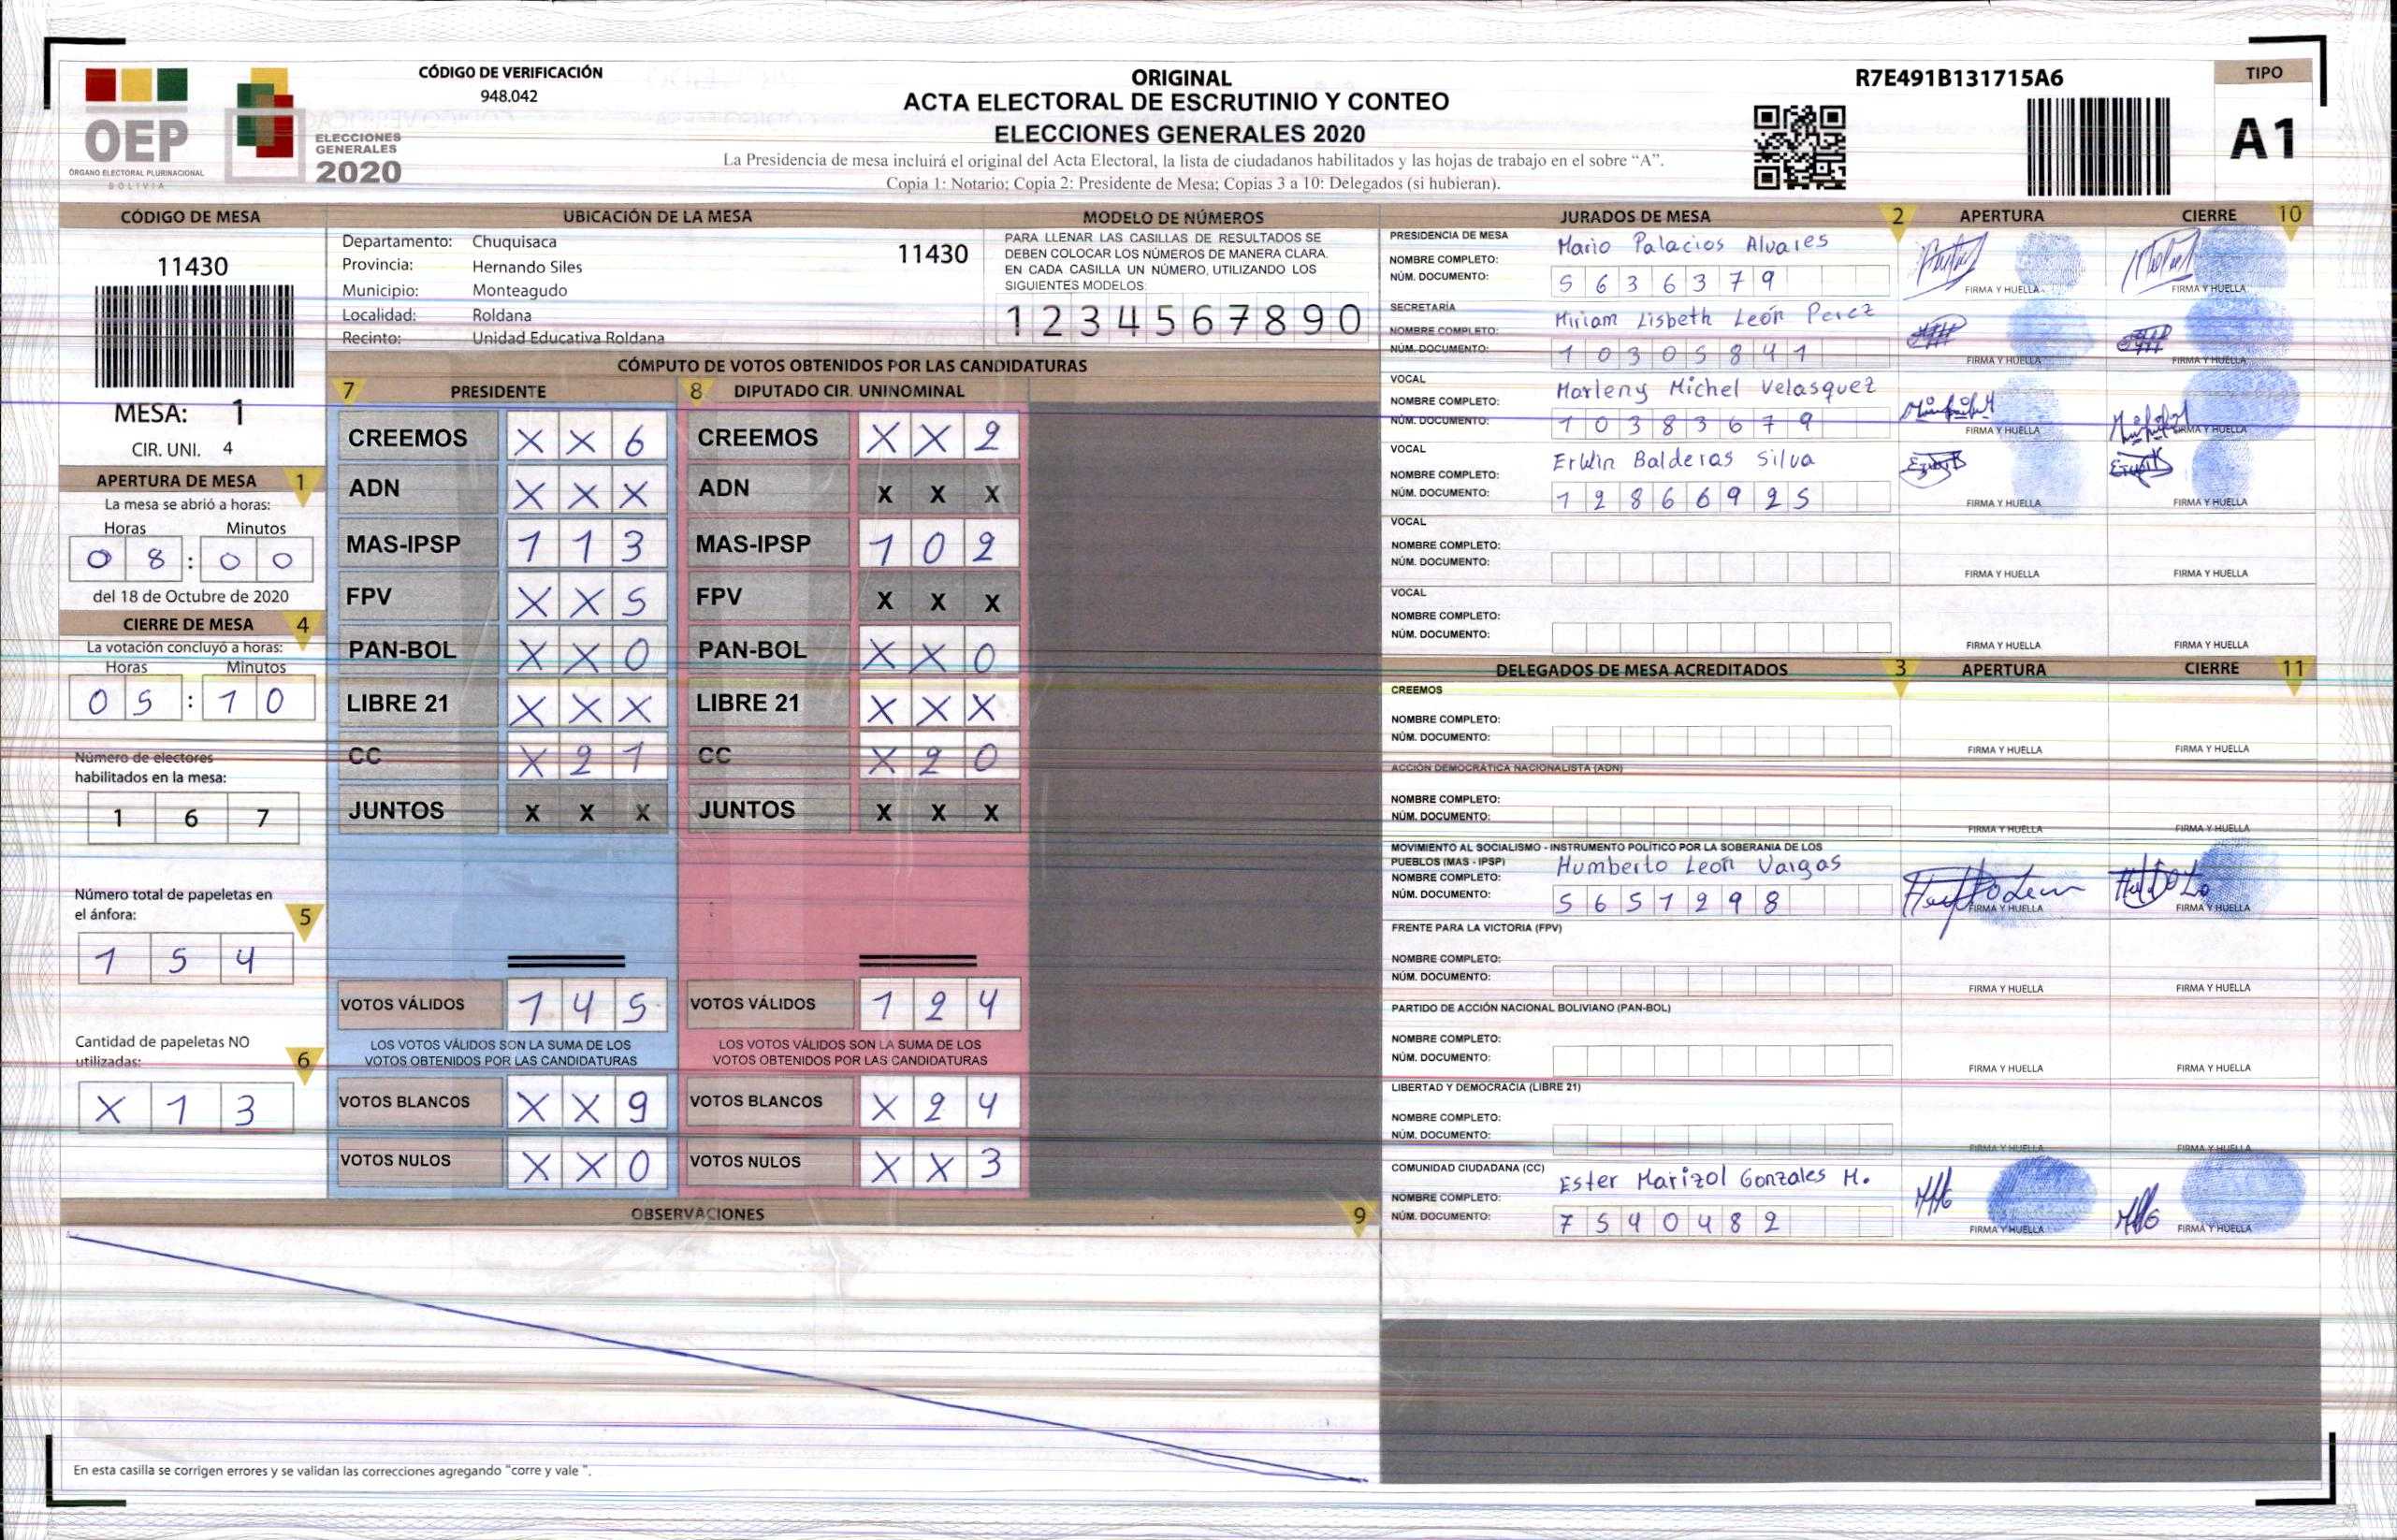 OEP
ÓRGANO ELECTORAL PLURINACIONAL
BOLIVIA
ELECCIONES
GENERALES
2020
CÓDIGO DE VERIFICACIÓN
948.042
ORIGINAL
ACTA ELECTORAL DE ESCRUTINIO Y CONTEO
ELECCIONES GENERALES 2020
La Presidencia de mesa incluirá el original del Acta Electoral, la lista de ciudadanos habilitados y las hojas de trabajo en el sobre “A”.
Copia 1: Notario; Copia 2: Presidente de Mesa; Copias 3 a 10: Delegados (si hubieran).
R7E491B131715A6
TIPO
A1
CÓDIGO DE MESA
11430
MESA: 1
CIR. UNI. 4
APERTURA DE MESA 1
La mesa se abrió a horas:
Horas Minutos
0 8 : 0 0
del 18 de Octubre de 2020
CIERRE DE MESA 4
La votación concluyó a horas:
Horas Minutos
0 5 : 1 0
Número de electores
habilitados en la mesa:
1 6 7
Número total de papeletas en
el ánfora: 5
1 5 4
Cantidad de papeletas NO
utilizadas: 6
X 1 3
UBICACIÓN DE LA MESA
Departamento: Chuquisaca
11430
Provincia: Hernando Siles
Municipio: Monteagudo
Localidad: Roldana
Recinto: Unidad Educativa Roldana
MODELO DE NÚMEROS
PARA LLENAR LAS CASILLAS DE RESULTADOS SE
DEBEN COLOCAR LOS NÚMEROS DE MANERA CLARA.
EN CADA CASILLA UN NÚMERO, UTILIZANDO LOS
SIGUIENTES MODELOS:
1 2 3 4 5 6 7 8 9 0
CÓMPUTO DE VOTOS OBTENIDOS POR LAS CANDIDATURAS
7 PRESIDENTE
CREEMOS X X 6
ADN X X X
MAS-IPSP 1 1 3
FPV X X 5
PAN-BOL X X 0
LIBRE 21 X X X
CC X 2 1
JUNTOS X X X
VOTOS VÁLIDOS 1 4 5
LOS VOTOS VÁLIDOS SON LA SUMA DE LOS
VOTOS OBTENIDOS POR LAS CANDIDATURAS
VOTOS BLANCOS X X 9
VOTOS NULOS X X 0
8 DIPUTADO CIR. UNINOMINAL
CREEMOS X X 2
ADN X X X
MAS-IPSP 1 0 2
FPV X X X
PAN-BOL X X 0
LIBRE 21 X X X
CC X 2 0
JUNTOS X X X
VOTOS VÁLIDOS 1 2 4
LOS VOTOS VÁLIDOS SON LA SUMA DE LOS
VOTOS OBTENIDOS POR LAS CANDIDATURAS
VOTOS BLANCOS X 2 4
VOTOS NULOS X X 3
OBSERVACIONES 9
En esta casilla se corrigen errores y se validan las correcciones agregando "corre y vale ".
JURADOS DE MESA 2 APERTURA CIERRE 10
PRESIDENCIA DE MESA
NOMBRE COMPLETO: Mario Palacios Alvares
NÚM. DOCUMENTO: 5 6 3 6 3 7 9
FIRMA Y HUELLA FIRMA Y HUELLA
SECRETARÍA
NOMBRE COMPLETO: Miriam Lisbeth León Perez
NÚM. DOCUMENTO: 1 0 3 0 5 8 4 1
FIRMA Y HUELLA FIRMA Y HUELLA
VOCAL
NOMBRE COMPLETO: Marleny Michel Velasquez
NÚM. DOCUMENTO: 1 0 3 8 3 6 7 9
FIRMA Y HUELLA FIRMA Y HUELLA
VOCAL
NOMBRE COMPLETO: Erwin Balderas Silva
NÚM. DOCUMENTO: 1 2 8 6 6 9 2 5
FIRMA Y HUELLA FIRMA Y HUELLA
VOCAL
NOMBRE COMPLETO:
NÚM. DOCUMENTO:
FIRMA Y HUELLA FIRMA Y HUELLA
VOCAL
NOMBRE COMPLETO:
NÚM. DOCUMENTO:
FIRMA Y HUELLA FIRMA Y HUELLA
DELEGADOS DE MESA ACREDITADOS 3 APERTURA CIERRE 11
CREEMOS
NOMBRE COMPLETO:
NÚM. DOCUMENTO:
FIRMA Y HUELLA FIRMA Y HUELLA
ACCIÓN DEMOCRÁTICA NACIONALISTA (ADN)
NOMBRE COMPLETO:
NÚM. DOCUMENTO:
FIRMA Y HUELLA FIRMA Y HUELLA
MOVIMIENTO AL SOCIALISMO - INSTRUMENTO POLÍTICO POR LA SOBERANIA DE LOS
PUEBLOS (MAS - IPSP)
NOMBRE COMPLETO: Humberto León Vargas
NÚM. DOCUMENTO: 5 6 5 1 2 9 8
FIRMA Y HUELLA FIRMA Y HUELLA
FRENTE PARA LA VICTORIA (FPV)
NOMBRE COMPLETO:
NÚM. DOCUMENTO:
FIRMA Y HUELLA FIRMA Y HUELLA
PARTIDO DE ACCIÓN NACIONAL BOLIVIANO (PAN-BOL)
NOMBRE COMPLETO:
NÚM. DOCUMENTO:
FIRMA Y HUELLA FIRMA Y HUELLA
LIBERTAD Y DEMOCRACIA (LIBRE 21)
NOMBRE COMPLETO:
NÚM. DOCUMENTO:
FIRMA Y HUELLA FIRMA Y HUELLA
COMUNIDAD CIUDADANA (CC)
NOMBRE COMPLETO: Ester Marizol Gonzales M.
NÚM. DOCUMENTO: 7 5 4 0 4 8 2
FIRMA Y HUELLA FIRMA Y HUELLA